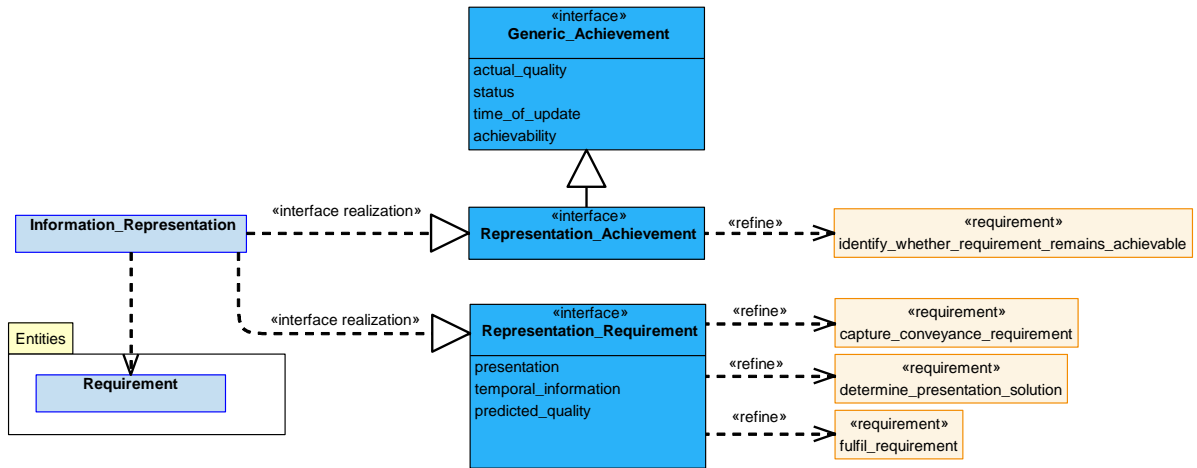 «interface»
Generic_Achievement
actual_quality
status
time_of_update
achievability
Information_Representation
«interface realization»
«interface»
Representation_Achievement
«refine»
«requirement»
identify_whether_requirement_remains_achievable
«interface realization»
«interface»
Representation_Requirement
presentation
temporal_information
predicted_quality
«refine»
«requirement»
capture_conveyance_requirement
«refine»
«requirement»
determine_presentation_solution
«refine»
«requirement»
fulfil_requirement
Entities
Requirement